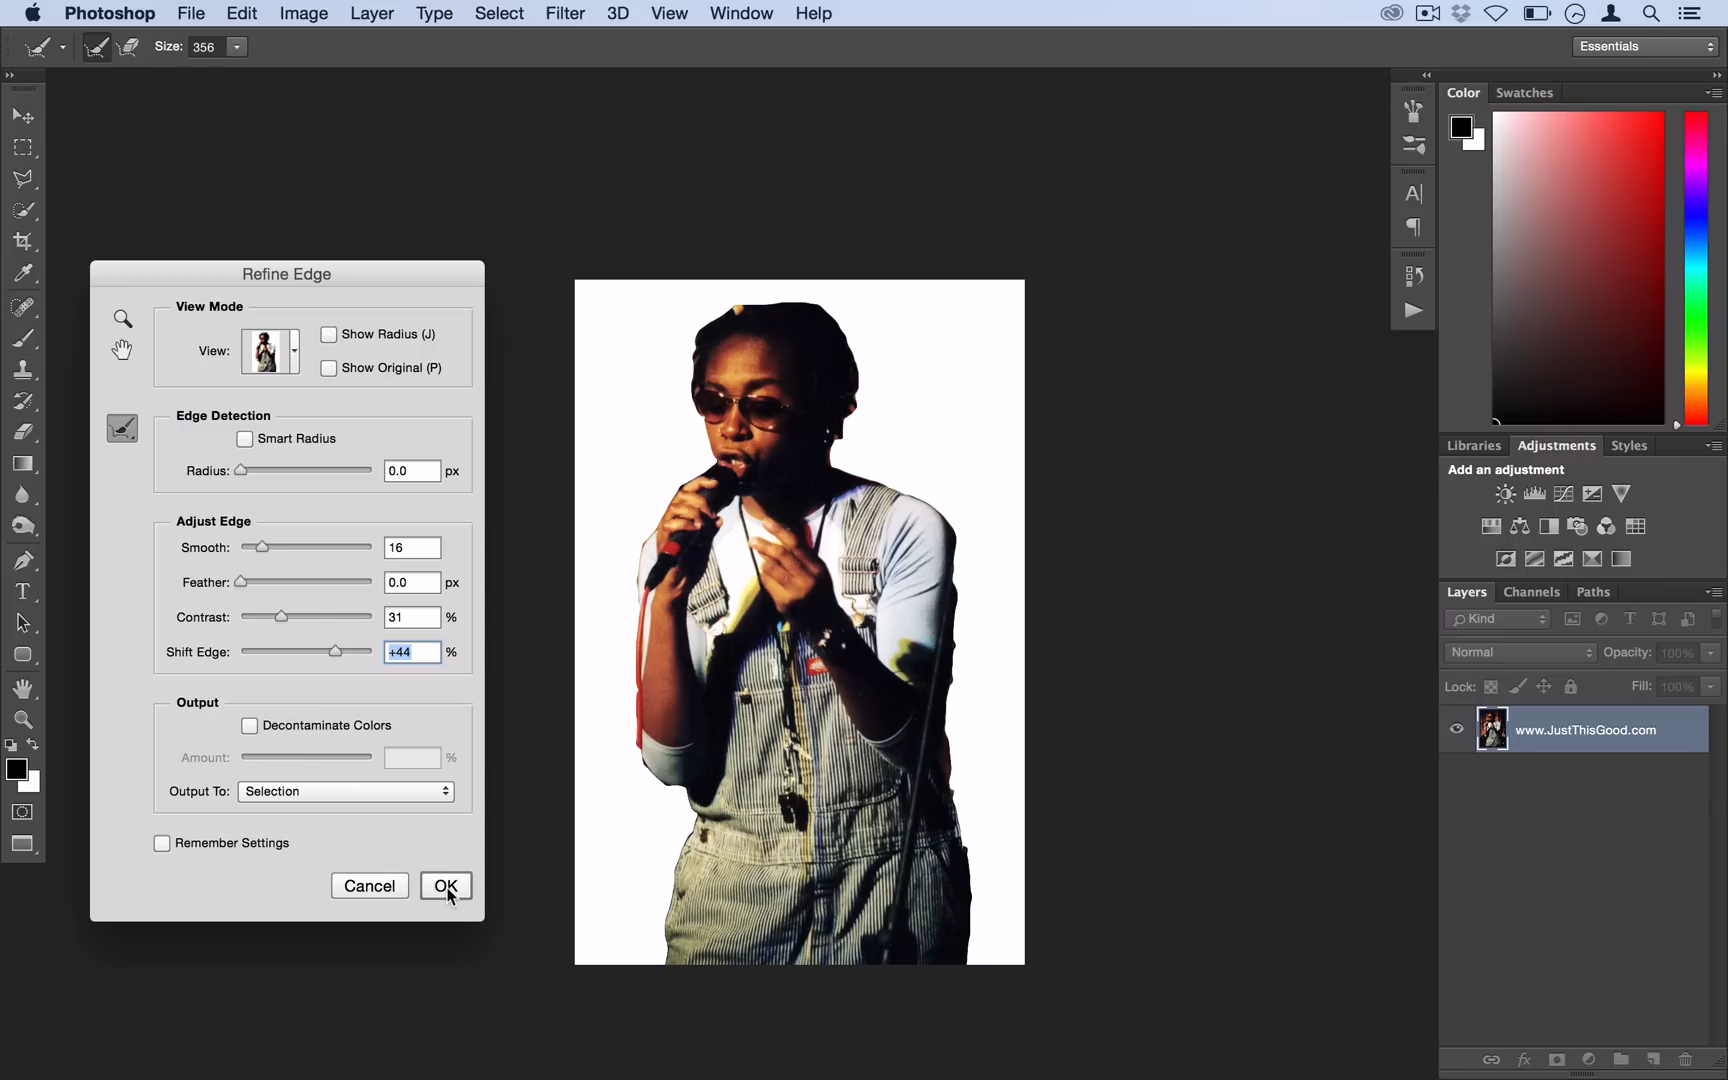 Photoshop File Edit Image Layer Type Select Filter 3D View Window Help
Size: 356 Essentials
Color Swatches
Refine Edge
View Mode
View:
Show Radius (J)
Show Original (P)
Edge Detection
Smart Radius
Radius: 0.0 px
Adjust Edge
Smooth: 16
Feather: 0.0 px
Contrast: 31 %
Shift Edge: +44 %
Output
Decontaminate Colors
Amount: %
Output To: Selection
Remember Settings
Cancel OK
Libraries Adjustments Styles
Add an adjustment
Layers Channels Paths
Kind
Normal Opacity: 100%
Lock: Fill: 100%
www.JustThisGood.com